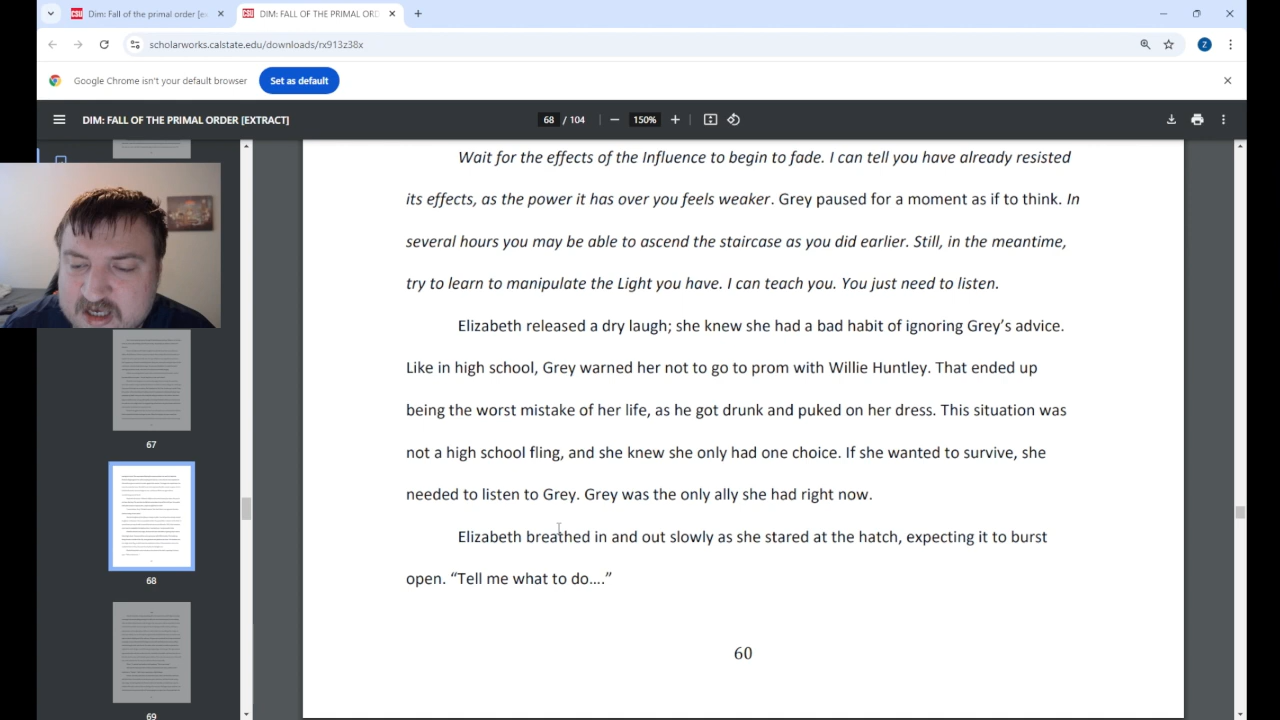 Dim: Fall of the primal order [ex
DIM: FALL OF THE PRIMAL ORD
scholarworks.calstate.edu/downloads/rx913z38x
Z
Google Chrome isn't your default browser
Set as default
DIM: FALL OF THE PRIMAL ORDER [EXTRACT]
68 / 104
150%
Wait for the effects of the Influence to begin to fade. I can tell you have already resisted
its effects, as the power it has over you feels weaker. Grey paused for a moment as if to think. In
several hours you may be able to ascend the staircase as you did earlier. Still, in the meantime,
try to learn to manipulate the Light you have. I can teach you. You just need to listen.
Elizabeth released a dry laugh; she knew she had a bad habit of ignoring Grey's advice.
Like in high school, Grey warned her not to go to prom with Willie Huntley. That ended up
being the worst mistake of her life, as he got drunk and puked on her dress. This situation was
not a high school fling, and she knew she only had one choice. If she wanted to survive, she
needed to listen to Grey. Grey was the only ally she had right now.
Elizabeth breathed in and out slowly as she stared at the hatch, expecting it to burst
open. “Tell me what to do....”
60
67
68
69